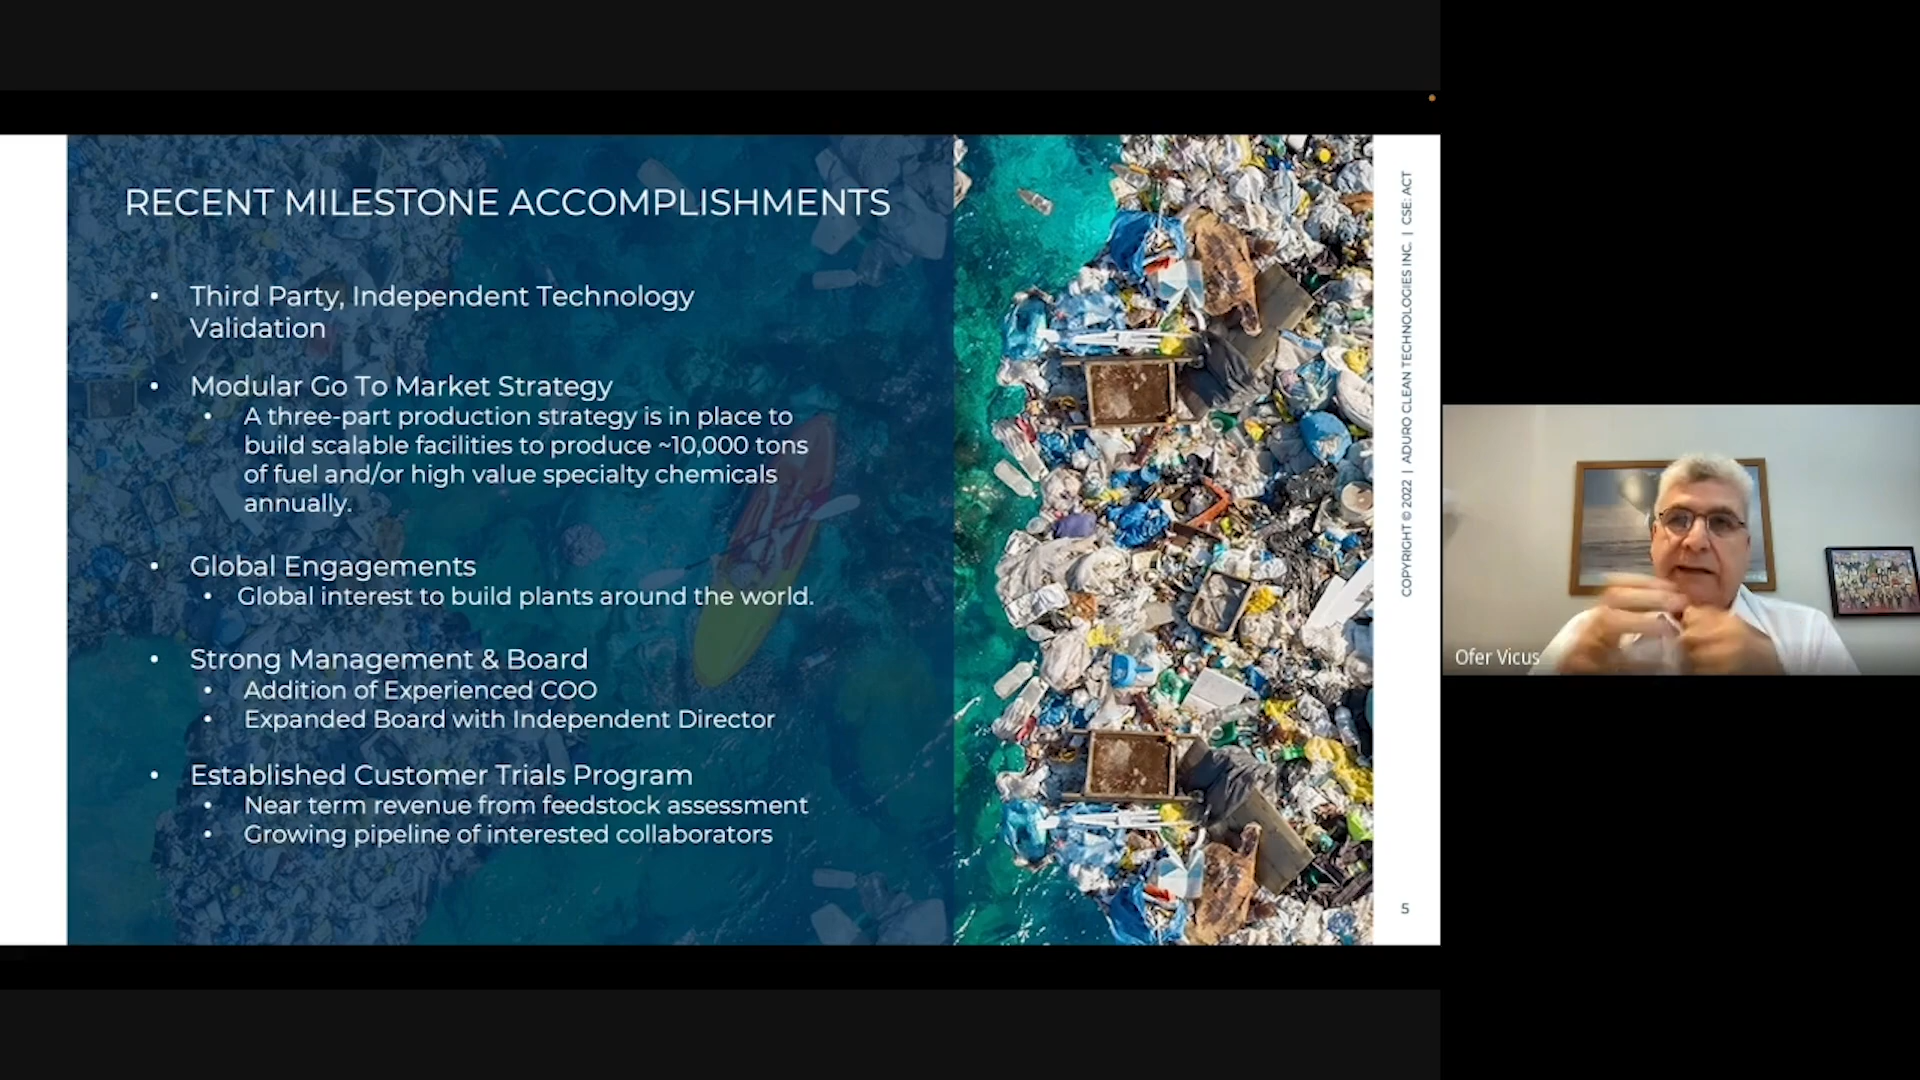 RECENT MILESTONE ACCOMPLISHMENTS
• Third Party, Independent Technology
Validation
• Modular Go To Market Strategy
• A three-part production strategy is in place to
build scalable facilities to produce ~10,000 tons
of fuel and/or high value specialty chemicals
annually.
• Global Engagements
• Global interest to build plants around the world.
• Strong Management & Board
• Addition of Experienced COO
• Expanded Board with Independent Director
• Established Customer Trials Program
• Near term revenue from feedstock assessment
• Growing pipeline of interested collaborators
COPYRIGHT © 2022 | ADURO CLEAN TECHNOLOGIES INC. | CSE: ACT
5
Ofer Vicus